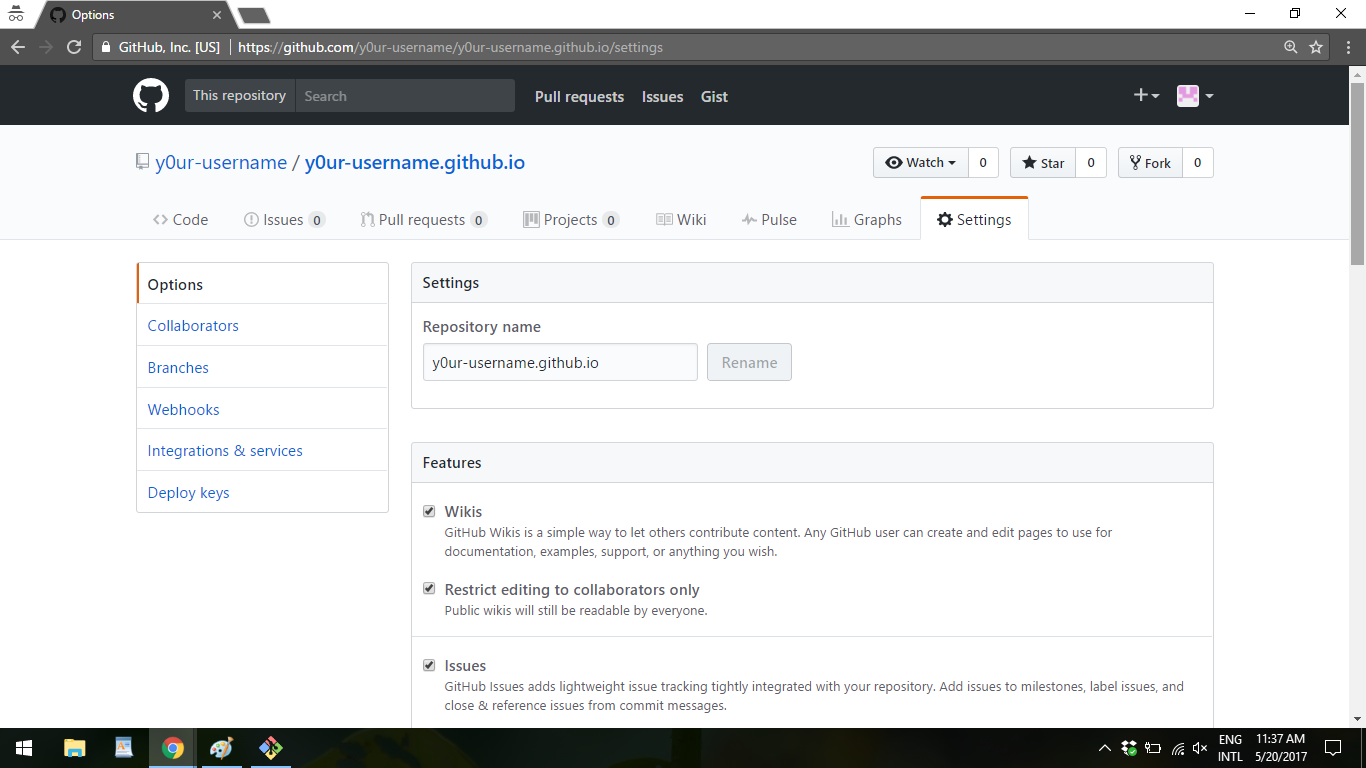 Options
GitHub, Inc. [US] https://github.com/y0ur-username/y0ur-username.github.io/settings
This repository Search Pull requests Issues Gist
y0ur-username / y0ur-username.github.io
Watch 0 Star 0 Fork 0
Code Issues 0 Pull requests 0 Projects 0 Wiki Pulse Graphs Settings
Options
Collaborators
Branches
Webhooks
Integrations & services
Deploy keys
Settings
Repository name
y0ur-username.github.io Rename
Features
Wikis
GitHub Wikis is a simple way to let others contribute content. Any GitHub user can create and edit pages to use for
documentation, examples, support, or anything you wish.
Restrict editing to collaborators only
Public wikis will still be readable by everyone.
Issues
GitHub Issues adds lightweight issue tracking tightly integrated with your repository. Add issues to milestones, label issues, and
close & reference issues from commit messages.
ENG 11:37 AM
INTL 5/20/2017